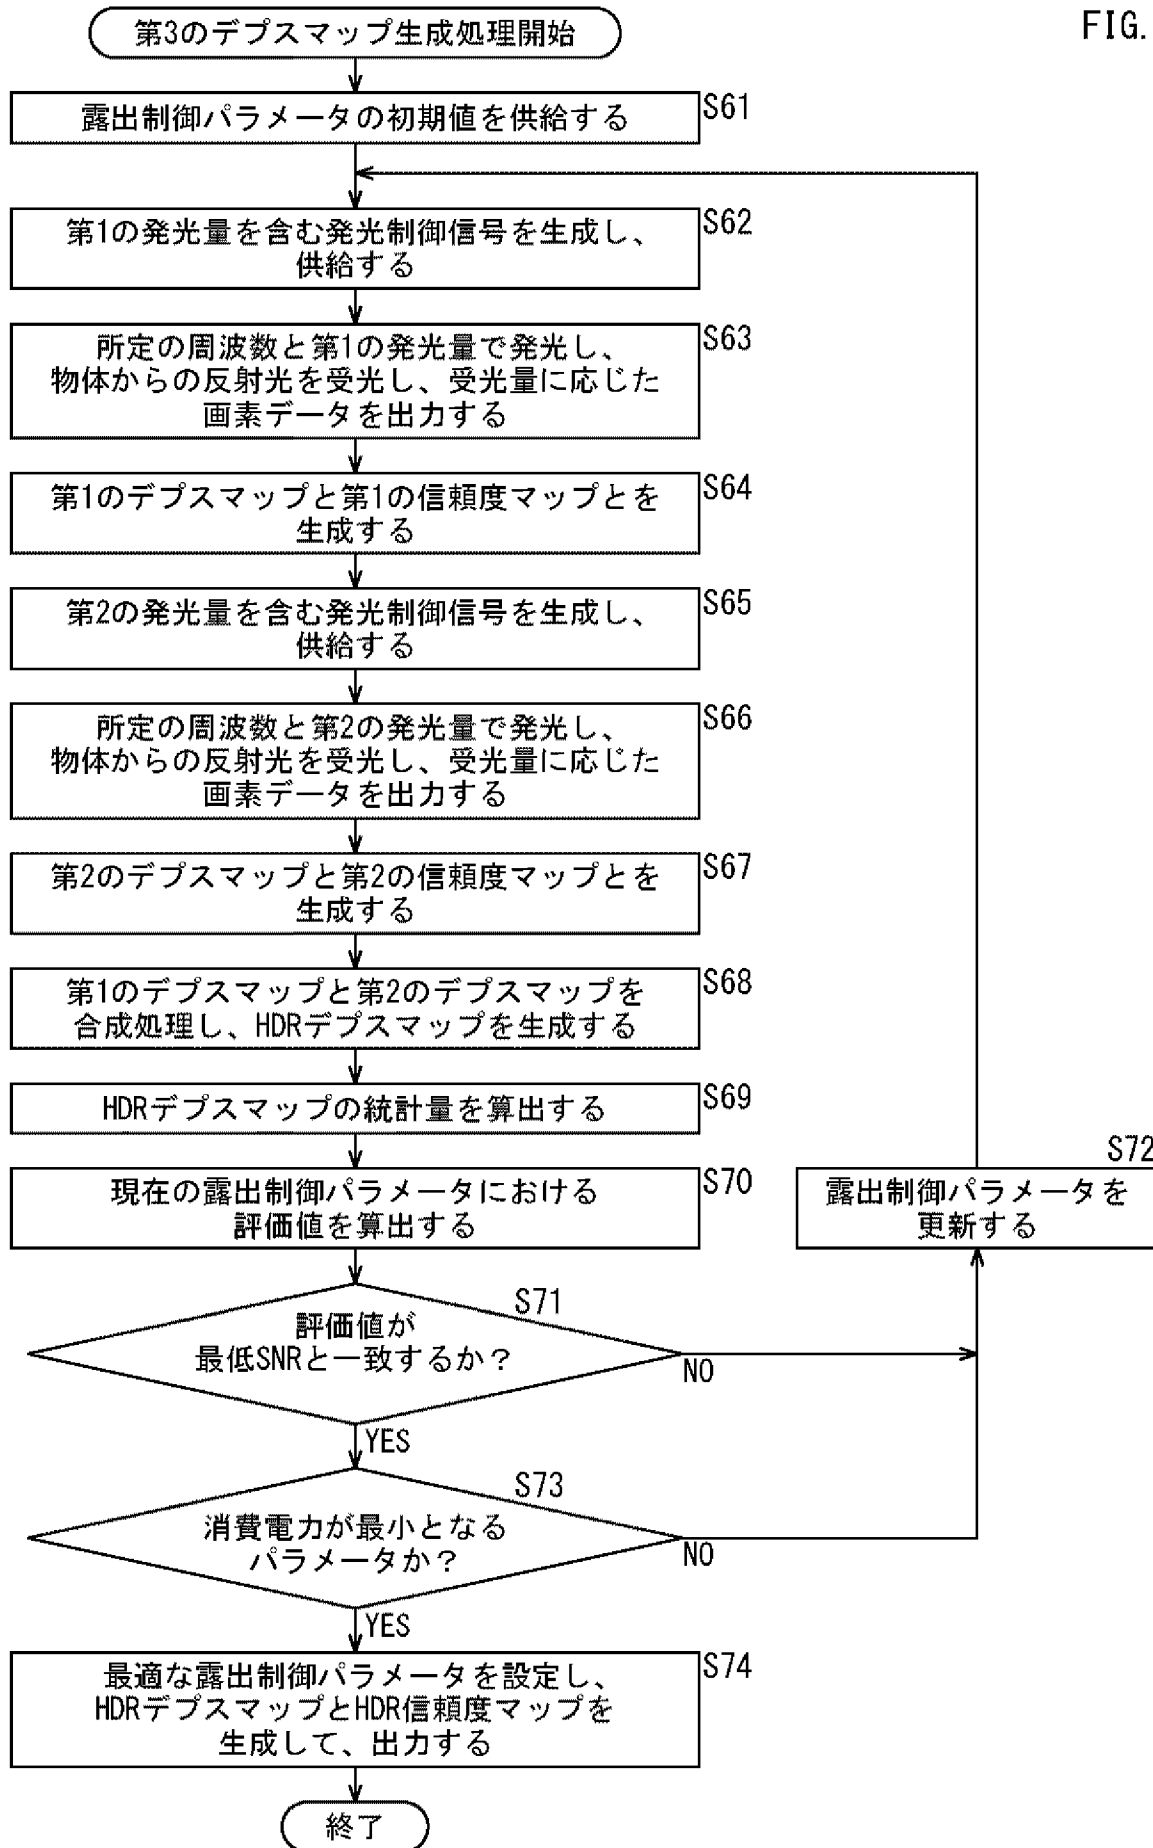 FIG.
第3のデプスマップ生成処理開始
露出制御パラメータの初期値を供給する
S61
第1の発光量を含む発光制御信号を生成し、
供給する
S62
所定の周波数と第1の発光量で発光し、
物体からの反射光を受光し、受光量に応じた
画素データを出力する
S63
第1のデプスマップと第1の信頼度マップとを
生成する
S64
第2の発光量を含む発光制御信号を生成し、
供給する
S65
所定の周波数と第2の発光量で発光し、
物体からの反射光を受光し、受光量に応じた
画素データを出力する
S66
第2のデプスマップと第2の信頼度マップとを
生成する
S67
第1のデプスマップと第2のデプスマップを
合成処理し、HDRデプスマップを生成する
S68
HDRデプスマップの統計量を算出する
S69
現在の露出制御パラメータにおける
評価値を算出する
S70
S72
露出制御パラメータを
更新する
S71
評価値が
最低SNRと一致するか？
NO
YES
S73
消費電力が最小となる
パラメータか？
NO
YES
最適な露出制御パラメータを設定し、
HDRデプスマップとHDR信頼度マップを
生成して、出力する
S74
終了